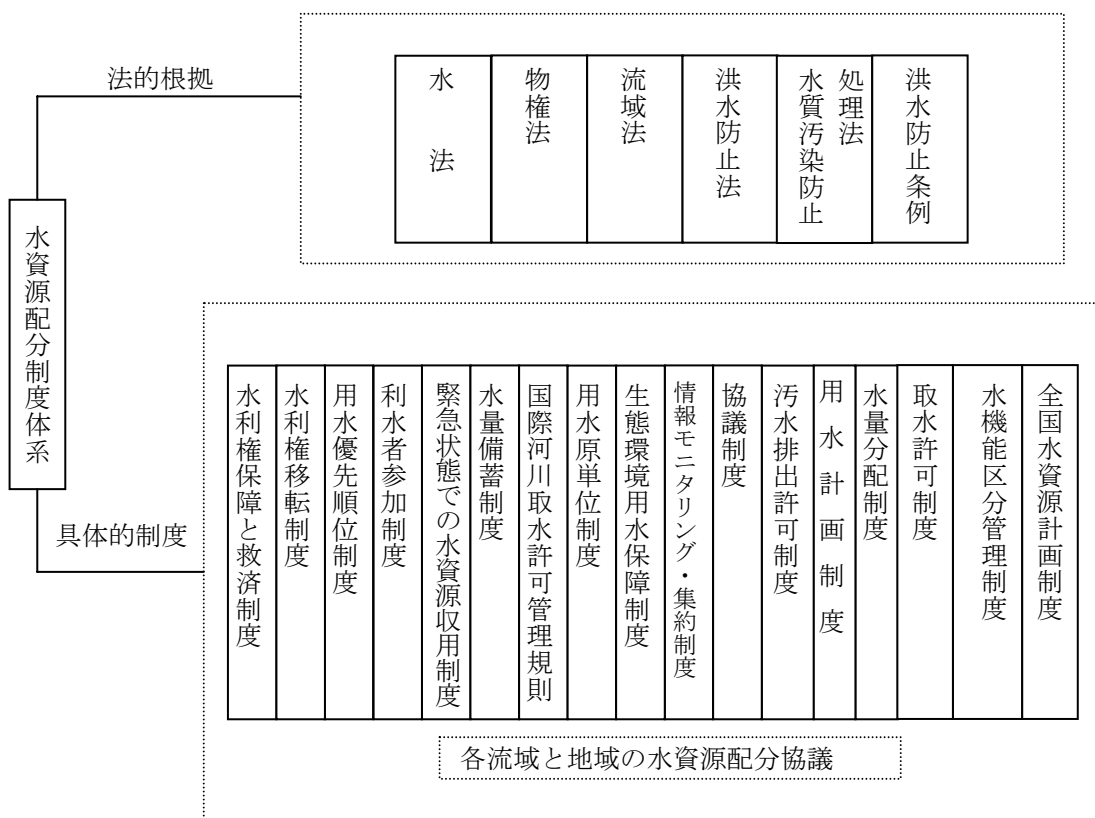 法的根拠
水法
物権法
流域法
洪水防止法
水質汚染防止
処理法
洪水防止条例
水資源配分制度体系
具体的制度
水利権保障と救済制度
水利権移転制度
用水優先順位制度
利水者参加制度
緊急状態での水資源収用制度
水量備蓄制度
国際河川取水許可管理規則
用水原単位制度
生態環境用水保障制度
情報モニタリング・集約制度
協議制度
汚水排出許可制度
用水計画制度
水量分配制度
取水許可制度
水機能区分管理制度
全国水資源計画制度
各流域と地域の水資源配分協議